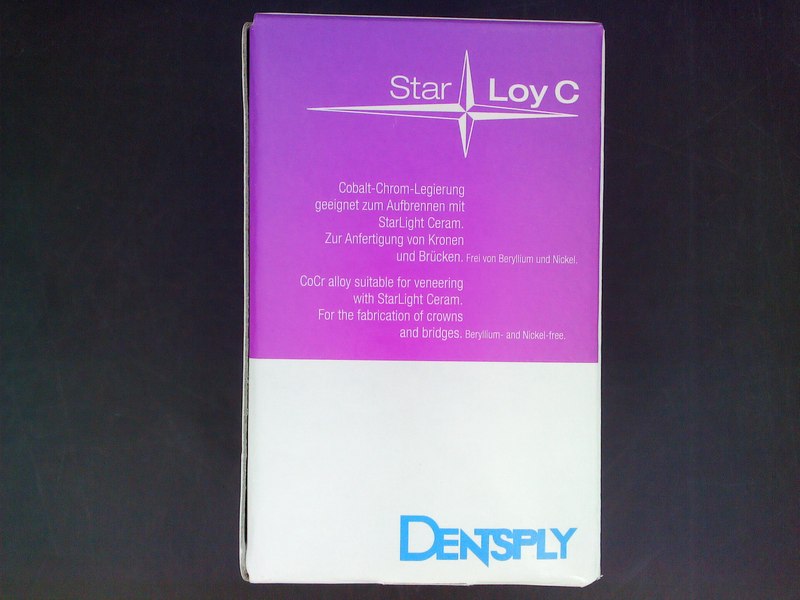 Star Loy C
Cobalt-Chrom-Legierung
geeignet zum Aufbrennen mit
StarLight Ceram.
Zur Anfertigung von Kronen
und Brücken. Frei von Beryllium und Nickel.
CoCr alloy suitable for veneering
with StarLight Ceram.
For the fabrication of crowns
and bridges. Beryllium- and Nickel-free.
DENTSPLY